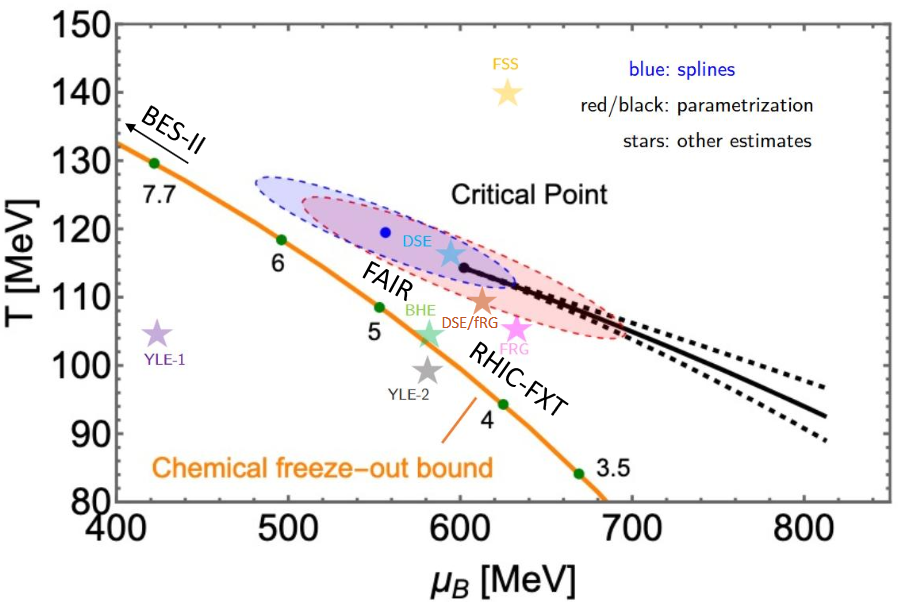 150
140
130
120
110
100
90
80
T [MeV]
400
500
600
700
800
μB [MeV]
FSS
blue: splines
red/black: parametrization
stars: other estimates
BES-II
7.7
Critical Point
6
DSE
FAIR
BHE
DSE/fRG
5
FRG
YLE-1
RHIC-FXT
YLE-2
4
Chemical freeze-out bound
3.5